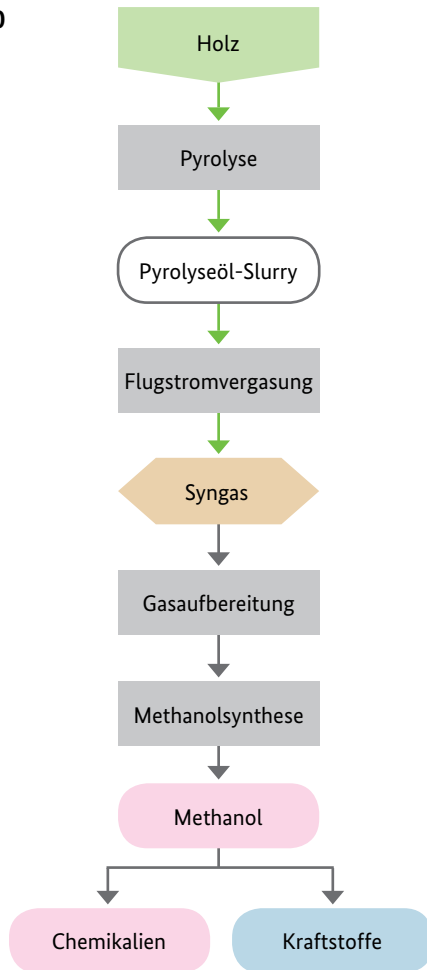 Holz
Pyrolyse
Pyrolyseöl-Slurry
Flugstromvergasung
Syngas
Gasaufbereitung
Methanolsynthese
Methanol
Chemikalien
Kraftstoffe